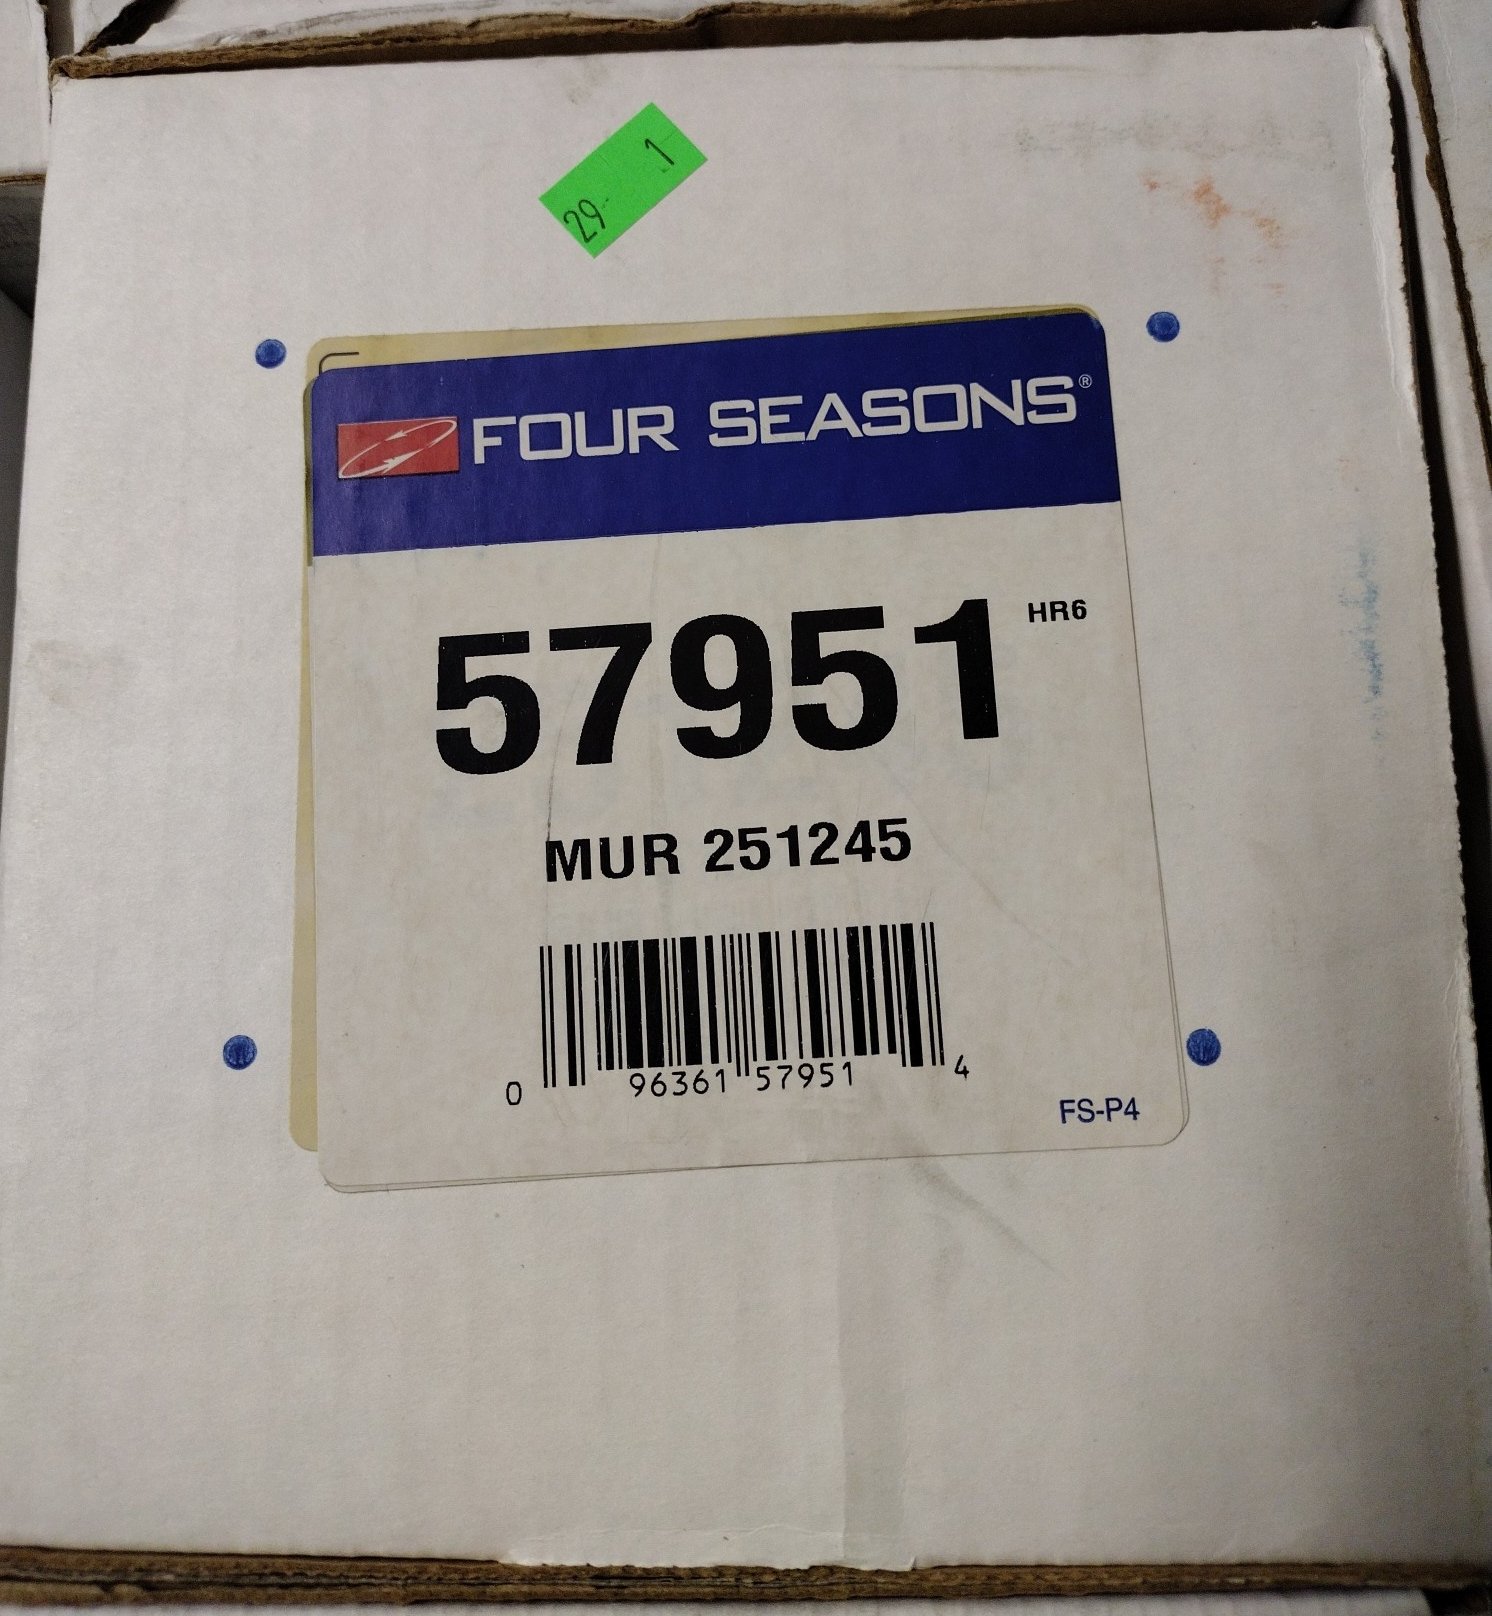 29 1
FOUR SEASONS®
57951 HR6
MUR 251245
0 96361 57951 4
FS-P4